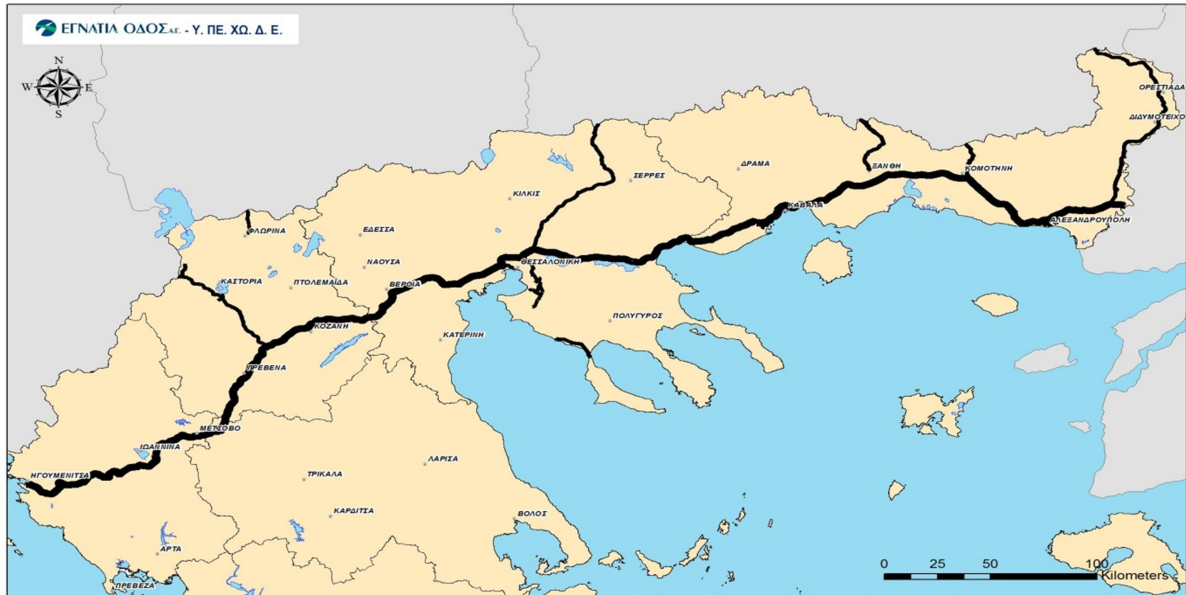 ΕΓΝΑΤΙΑ ΟΔΟΣ Α.Ε. - Υ. ΠΕ. ΧΩ. Δ. Ε.
N
W E
S
ΟΡΕΣΤΙΑΔΑ
ΔΙΔΥΜΟΤΕΙΧΟ
ΔΡΑΜΑ
ΞΑΝΘΗ
ΚΟΜΟΤΗΝΗ
ΣΕΡΡΕΣ
ΚΙΛΚΙΣ
ΚΑΒΑΛΑ
ΑΛΕΞΑΝΔΡΟΥΠΟΛΗ
ΦΛΩΡΙΝΑ
ΕΔΕΣΣΑ
ΝΑΟΥΣΑ
ΘΕΣΣΑΛΟΝΙΚΗ
ΚΑΣΤΟΡΙΑ
ΠΤΟΛΕΜΑΪΔΑ
ΒΕΡΟΙΑ
ΠΟΛΥΓΥΡΟΣ
ΚΟΖΑΝΗ
ΚΑΤΕΡΙΝΗ
ΓΡΕΒΕΝΑ
ΜΕΤΣΟΒΟ
ΙΩΑΝΝΙΝΑ
ΗΓΟΥΜΕΝΙΤΣΑ
ΛΑΡΙΣΑ
ΤΡΙΚΑΛΑ
ΚΑΡΔΙΤΣΑ
ΒΟΛΟΣ
ΑΡΤΑ
ΠΡΕΒΕΖΑ
0 25 50 100
Kilometers